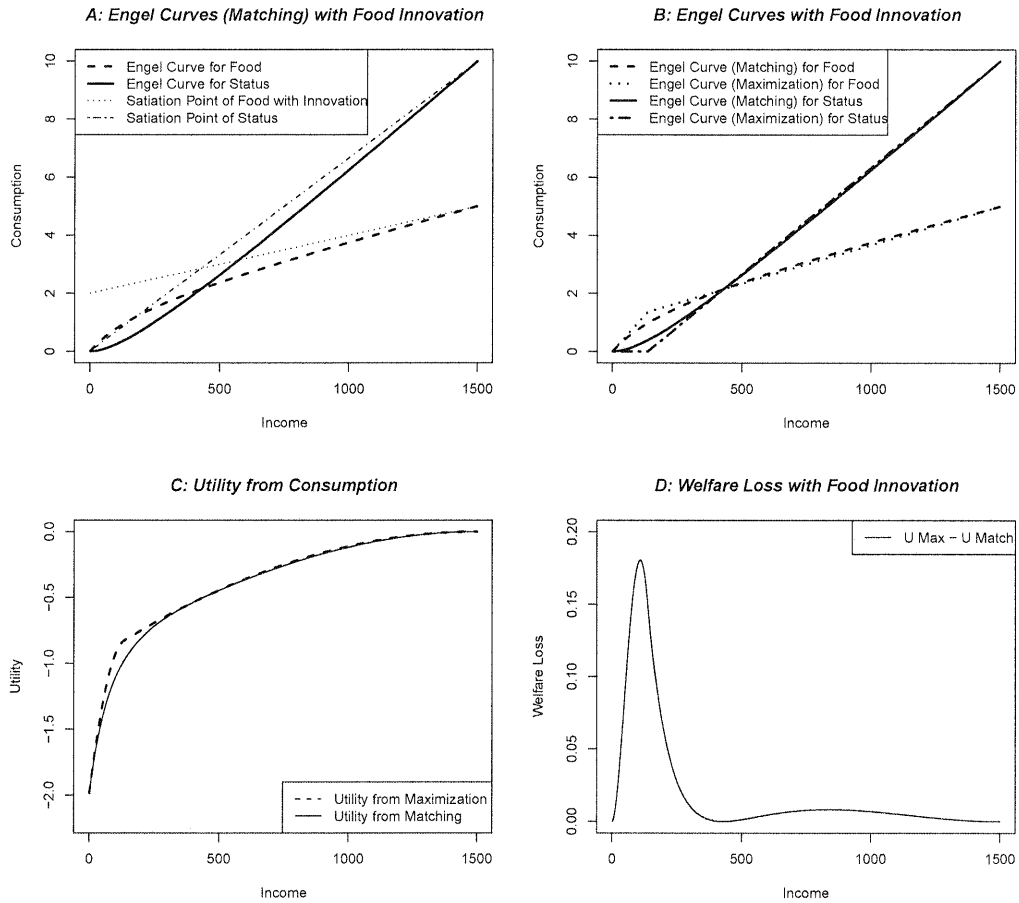 A: Engel Curves (Matching) with Food Innovation
Engel Curve for Food
Engel Curve for Status
Satiation Point of Food with Innovation
Satiation Point of Status
Consumption
0
2
4
6
8
10
0
500
1000
1500
Income
B: Engel Curves with Food Innovation
Engel Curve (Matching) for Food
Engel Curve (Maximization) for Food
Engel Curve (Matching) for Status
Engel Curve (Maximization) for Status
Consumption
0
2
4
6
8
10
0
500
1000
1500
Income
C: Utility from Consumption
Utility
0.0
−0.5
−1.0
−1.5
−2.0
Utility from Maximization
Utility from Matching
0
500
1000
1500
Income
D: Welfare Loss with Food Innovation
U Max − U Match
Welfare Loss
0.20
0.15
0.10
0.05
0.00
0
500
1000
1500
Income